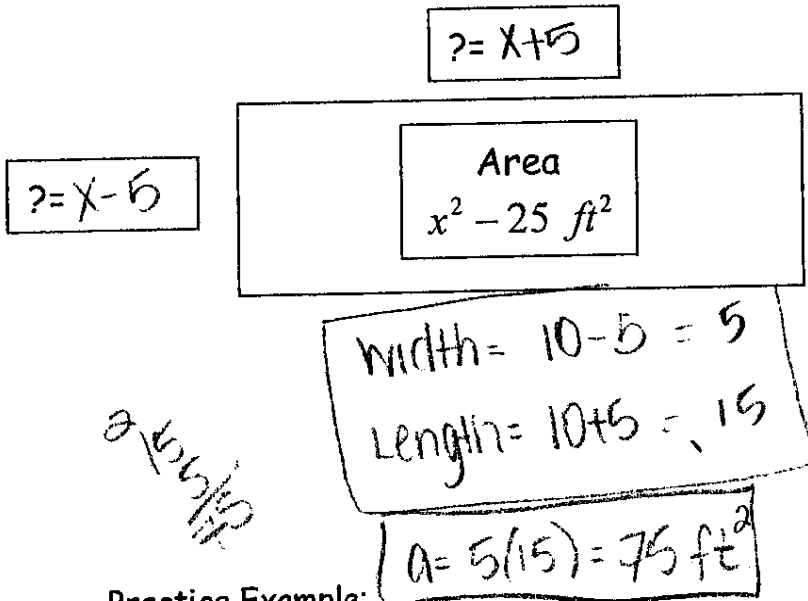 ?= x+5
?= x-5
Area
x² - 25 ft²
Width = 10-5 = 5
Length = 10+5 = 15
a = 5(15) = 75 ft²
Practice Example: